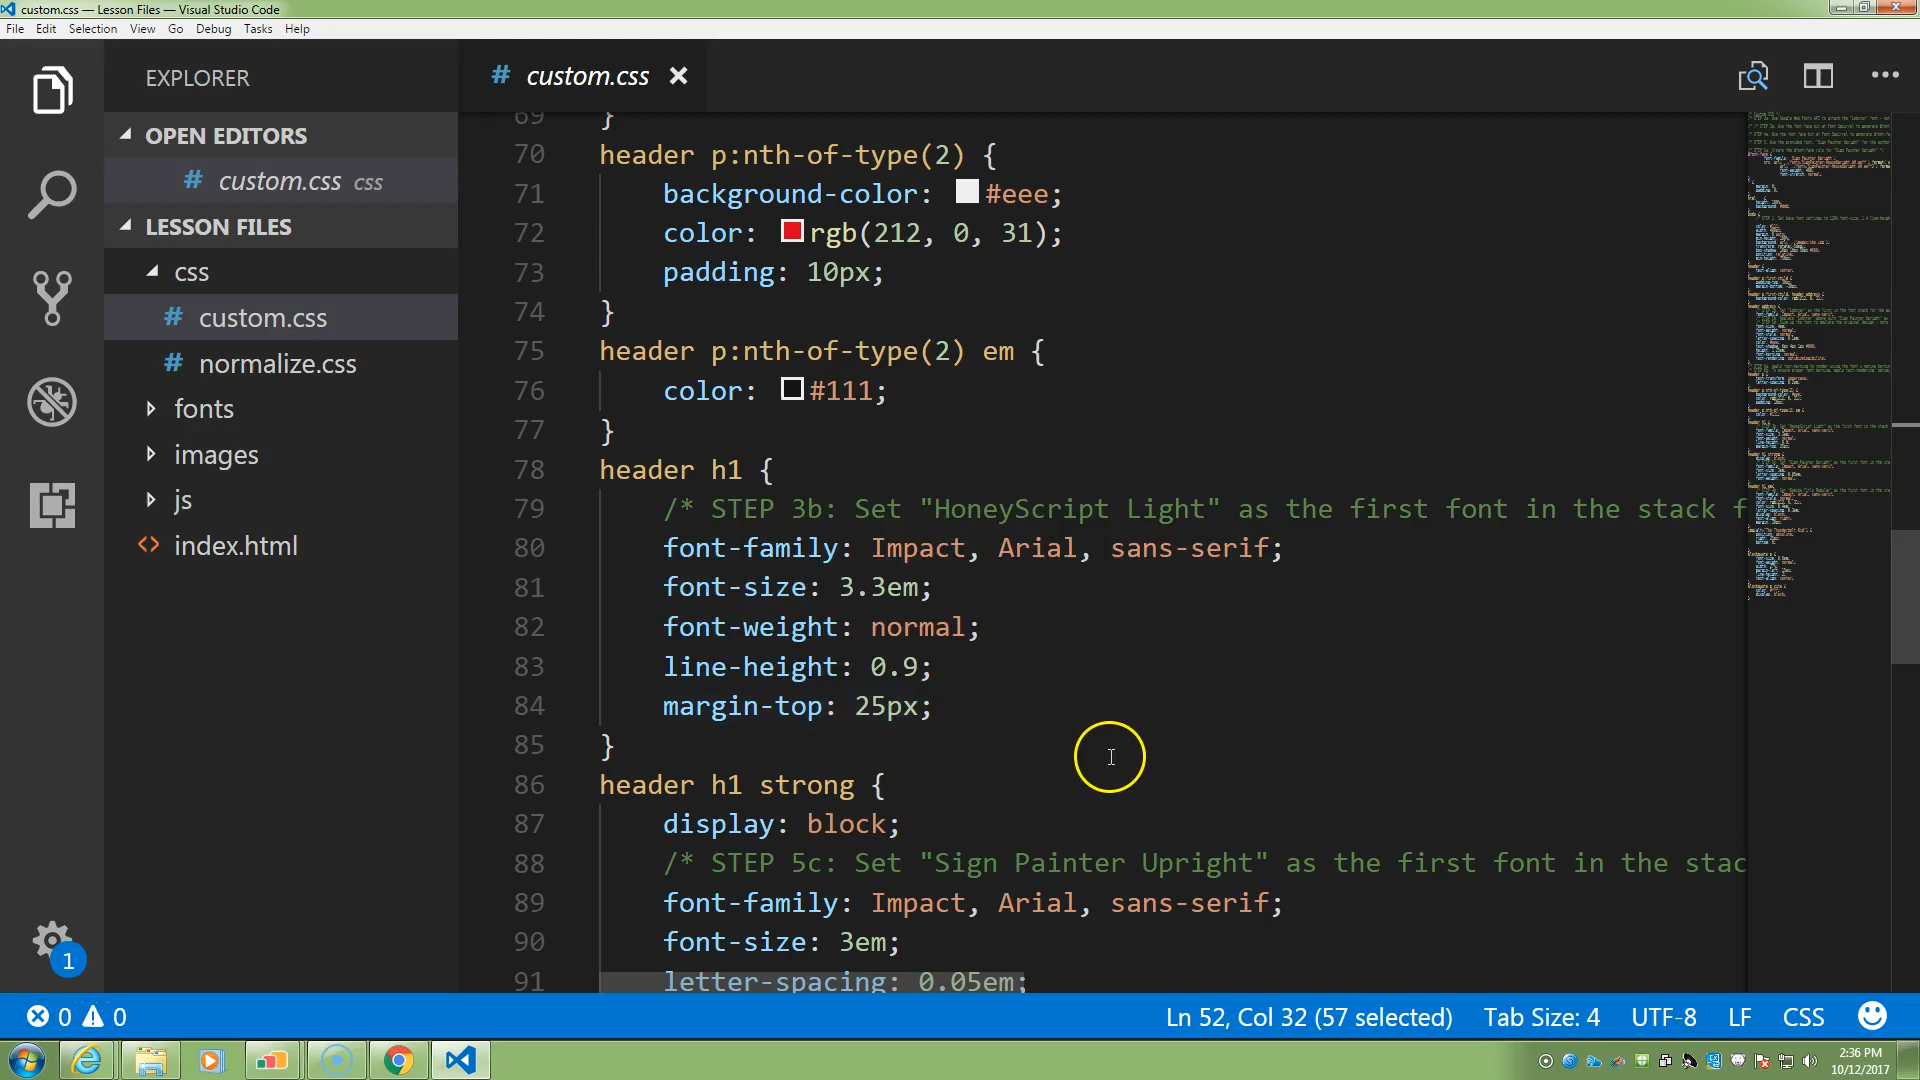 custom.css — Lesson Files — Visual Studio Code
File Edit Selection View Go Debug Tasks Help
EXPLORER
OPEN EDITORS
# custom.css css
LESSON FILES
css
# custom.css
# normalize.css
fonts
images
js
<> index.html
# custom.css
69 }
70 header p:nth-of-type(2) {
71 background-color: #eee;
72 color: rgb(212, 0, 31);
73 padding: 10px;
74 }
75 header p:nth-of-type(2) em {
76 color: #111;
77 }
78 header h1 {
79 /* STEP 3b: Set "HoneyScript Light" as the first font in the stack f
80 font-family: Impact, Arial, sans-serif;
81 font-size: 3.3em;
82 font-weight: normal;
83 line-height: 0.9;
84 margin-top: 25px;
85 }
86 header h1 strong {
87 display: block;
88 /* STEP 5c: Set "Sign Painter Upright" as the first font in the stac
89 font-family: Impact, Arial, sans-serif;
90 font-size: 3em;
91 letter-spacing: 0.05em;
1
0 0
Ln 52, Col 32 (57 selected) Tab Size: 4 UTF-8 LF CSS
2:36 PM
10/12/2017